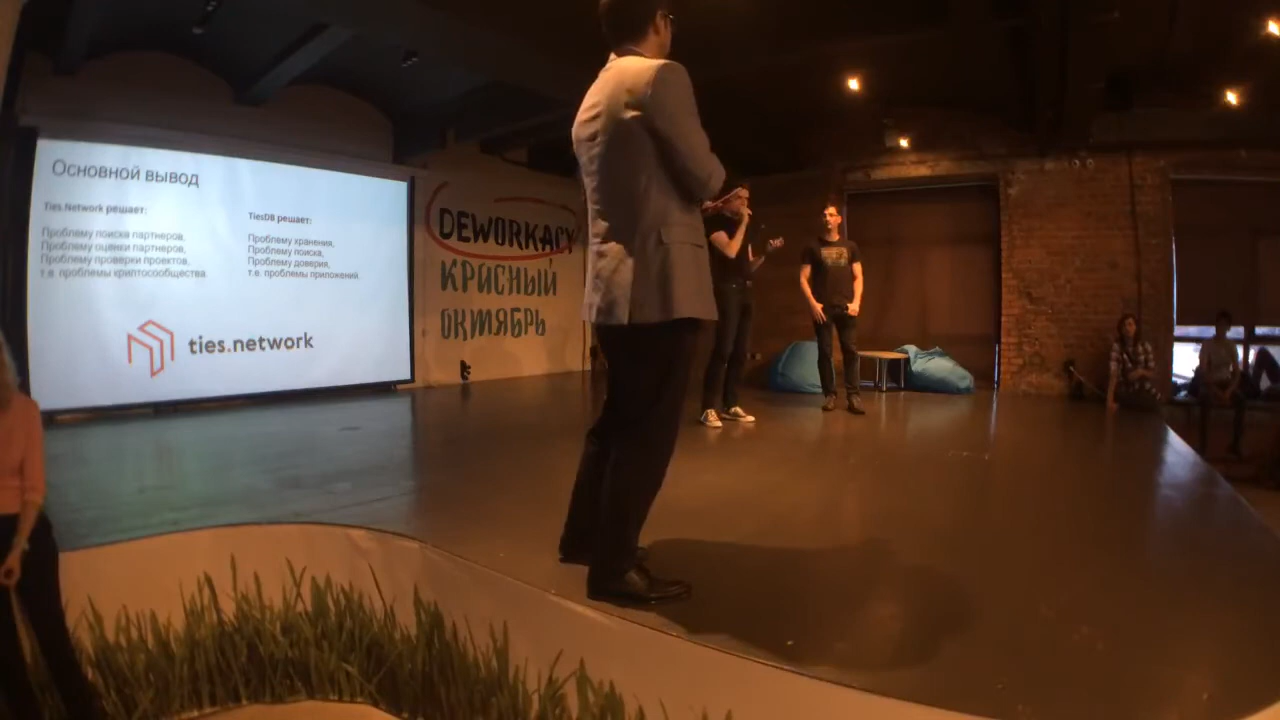 Основной вывод
Ties.Network решает:
Проблему поиска партнеров,
Проблему оценки партнеров,
Проблему проверки проектов,
т.е. проблемы криптосообщества.
TiesDB решает:
Проблему хранения,
Проблему поиска,
Проблему доверия,
т.е. проблемы приложений.
ties.network
DEWORKACY
КРАСНЫЙ
ОКТЯБРЬ